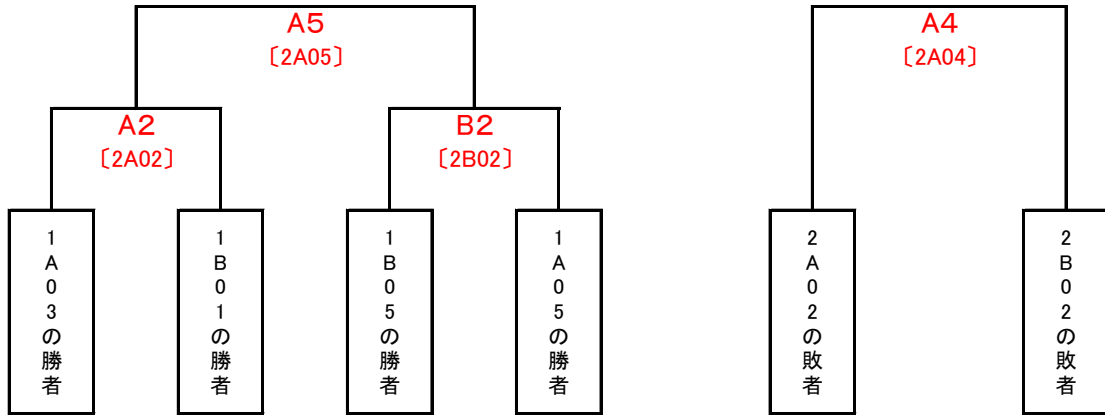 A5
〔2A05〕
A4
〔2A04〕
A2
〔2A02〕
B2
〔2B02〕
1A03の勝者
1B01の勝者
1B05の勝者
1A05の勝者
2A02の敗者
2B02の敗者